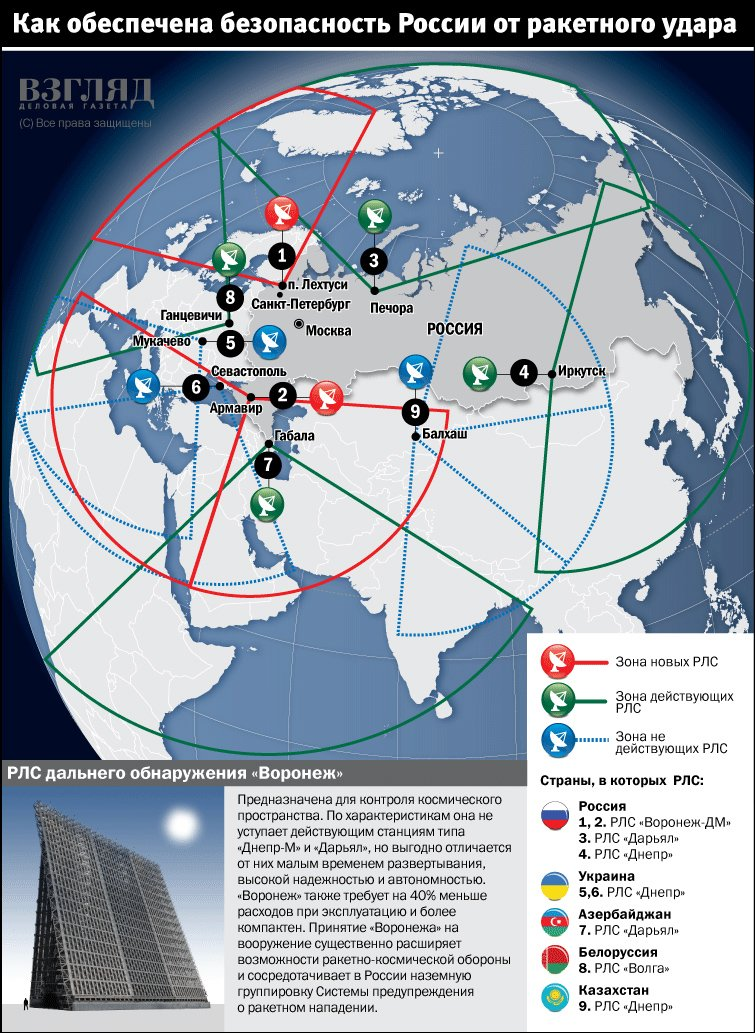 Как обеспечена безопасность России от ракетного удара
ВЗГЛЯД
ДЕЛОВАЯ ГАЗЕТА
(С) Все права защищены
1
п. Лехтуси
Санкт-Петербург
3
Печора
8
Ганцевичи
Москва
РОССИЯ
Мукачево
5
Севастополь
6
Армавир
2
4
Иркутск
9
Балхаш
Габала
7
Зона новых РЛС
Зона действующих
РЛС
Зона не
действующих РЛС
Страны, в которых РЛС:
Россия
1, 2. РЛС «Воронеж-ДМ»
3. РЛС «Дарьял»
4. РЛС «Днепр»
Украина
5,6. РЛС «Днепр»
Азербайджан
7. РЛС «Дарьял»
Белоруссия
8. РЛС «Волга»
Казахстан
9. РЛС «Днепр»
РЛС дальнего обнаружения «Воронеж»
Предназначена для контроля космического
пространства. По характеристикам она не
уступает действующим станциям типа
«Днепр-М» и «Дарьял», но выгодно отличается
от них малым временем развертывания,
высокой надежностью и автономностью.
«Воронеж» также требует на 40% меньше
расходов при эксплуатацию и более
компактен. Принятие «Воронежа» на
вооружение существенно расширяет
возможности ракетно-космической обороны
и сосредотачивает в России наземную
группировку Системы предупреждения
о ракетном нападении.